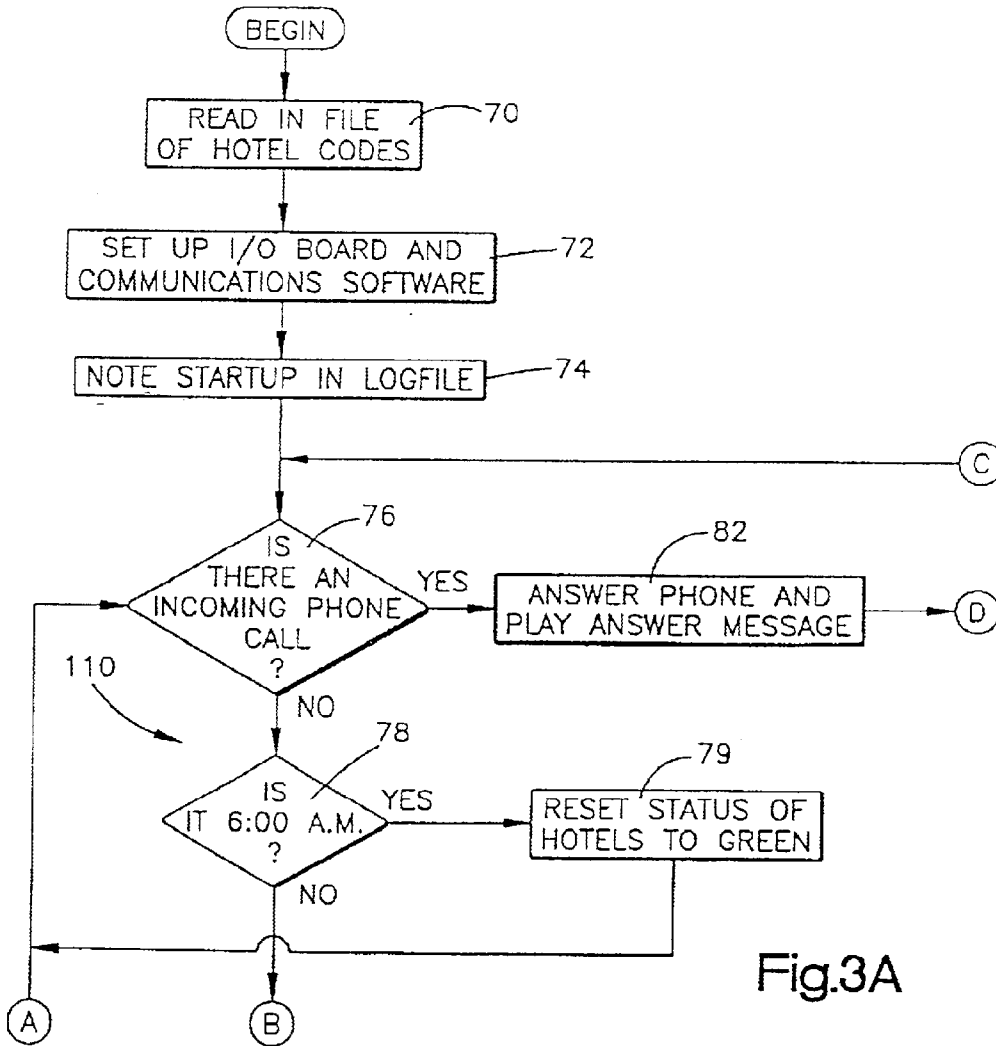 BEGIN
READ IN FILE
OF HOTEL CODES
70
SET UP I/O BOARD AND
COMMUNICATIONS SOFTWARE
72
NOTE STARTUP IN LOGFILE
74
C
76
IS
THERE AN
INCOMING PHONE
CALL
?
YES
82
ANSWER PHONE AND
PLAY ANSWER MESSAGE
D
110
NO
78
IS
IT 6:00 A.M.
?
YES
79
RESET STATUS OF
HOTELS TO GREEN
NO
A
B
Fig.3A